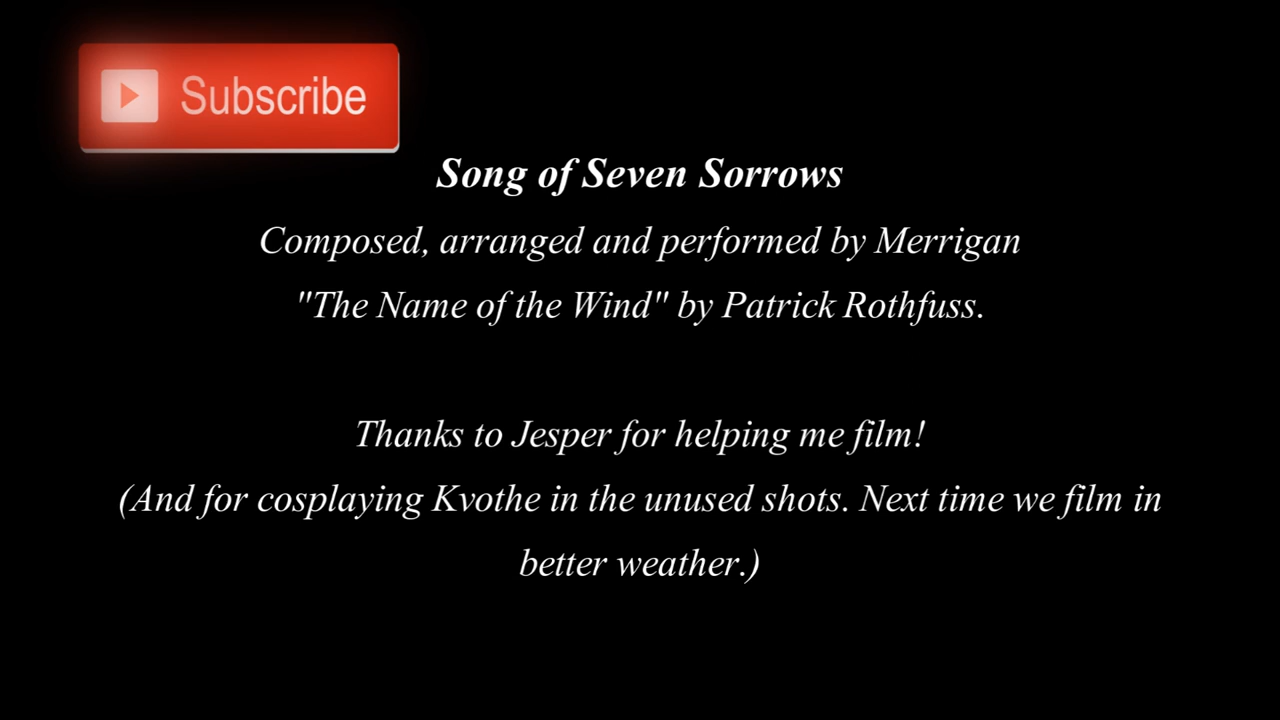 Subscribe
Song of Seven Sorrows
Composed, arranged and performed by Merrigan
"The Name of the Wind" by Patrick Rothfuss.
Thanks to Jesper for helping me film!
(And for cosplaying Kvothe in the unused shots. Next time we film in
better weather.)